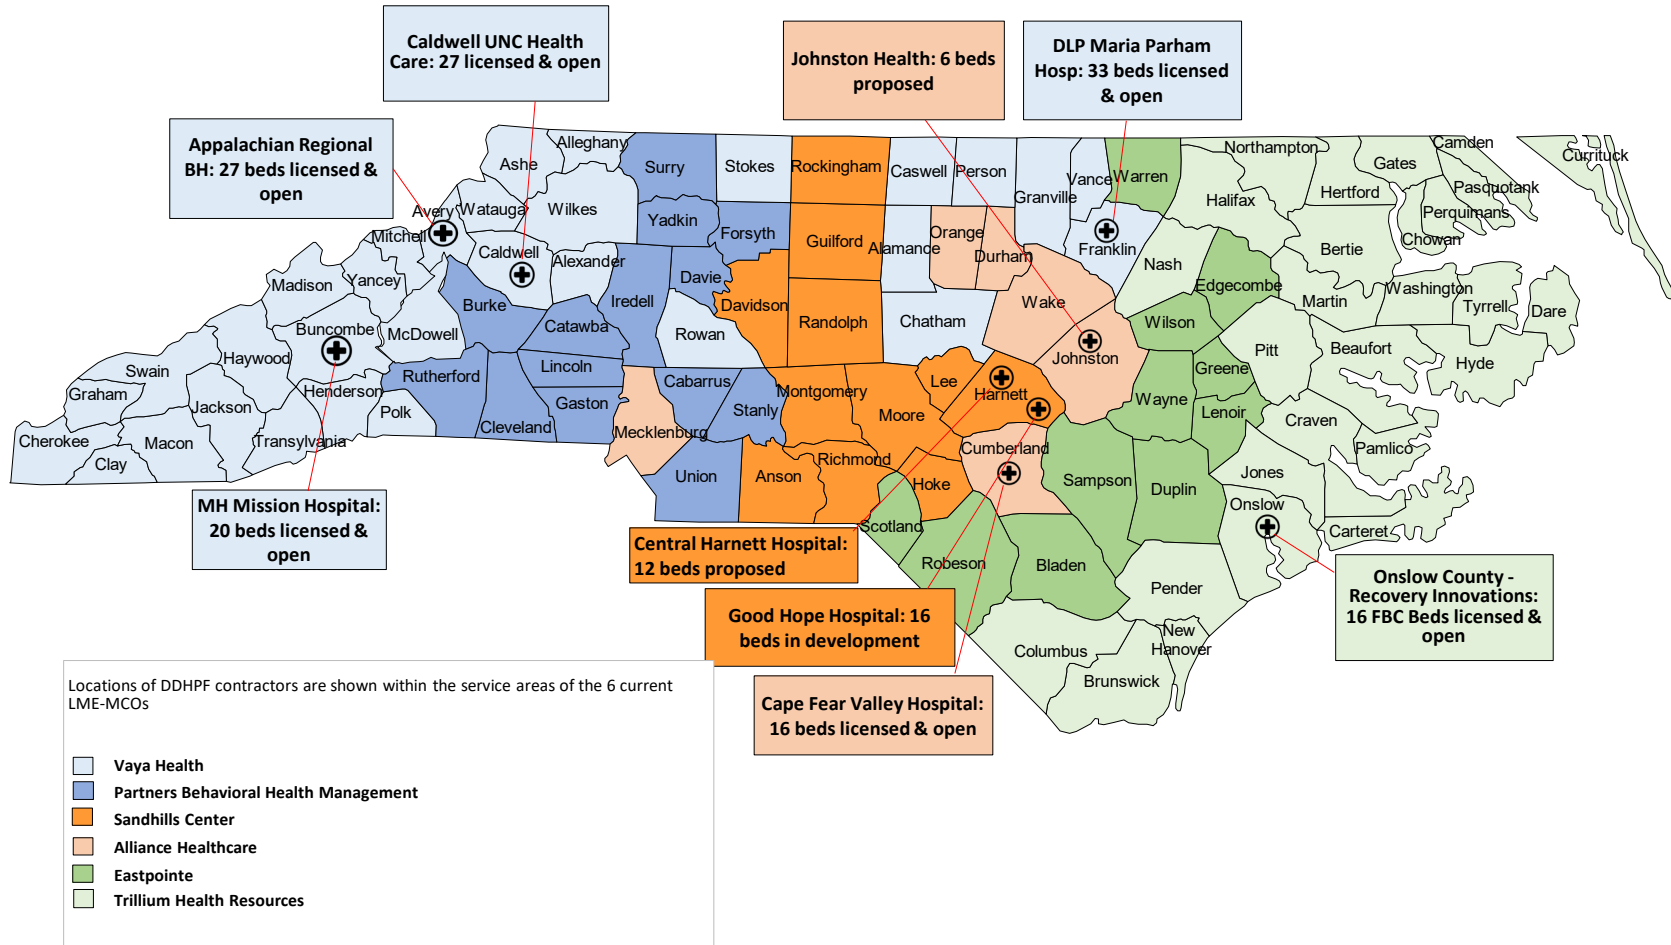 Caldwell UNC Health
Care: 27 licensed & open
Johnston Health: 6 beds
proposed
DLP Maria Parham
Hosp: 33 beds licensed
& open
Appalachian Regional
BH: 27 beds licensed &
open
Ashe
Alleghany
Surry
Stokes
Rockingham
Caswell
Person
Granville
Vance
Warren
Northampton
Gates
Camden
Currituck
Pasquotank
Perquimans
Chowan
Hertford
Halifax
Bertie
Avery
Watauga
Wilkes
Yadkin
Forsyth
Guilford
Alamance
Orange
Durham
Franklin
Nash
Edgecombe
Martin
Washington
Tyrrell
Dare
Mitchell
Caldwell
Alexander
Davie
Iredell
Davidson
Randolph
Chatham
Wake
Wilson
Pitt
Beaufort
Hyde
Madison
Yancey
Burke
Catawba
Rowan
Johnston
Greene
Buncombe
McDowell
Haywood
Swain
Rutherford
Lincoln
Cabarrus
Montgomery
Lee
Harnett
Wayne
Lenoir
Craven
Graham
Jackson
Henderson
Polk
Cleveland
Gaston
Stanly
Moore
Cherokee
Macon
Clay
Transylvania
Mecklenburg
Union
Anson
Richmond
Hoke
Cumberland
Sampson
Duplin
Jones
Pamlico
Onslow
Carteret
Scotland
Robeson
Bladen
Pender
Columbus
New
Hanover
Brunswick
MH Mission Hospital:
20 beds licensed &
open
Central Harnett Hospital:
12 beds proposed
Good Hope Hospital: 16
beds in development
Cape Fear Valley Hospital:
16 beds licensed & open
Onslow County -
Recovery Innovations:
16 FBC Beds licensed &
open
Locations of DDHPF contractors are shown within the service areas of the 6 current
LME-MCOs
Vaya Health
Partners Behavioral Health Management
Sandhills Center
Alliance Healthcare
Eastpointe
Trillium Health Resources